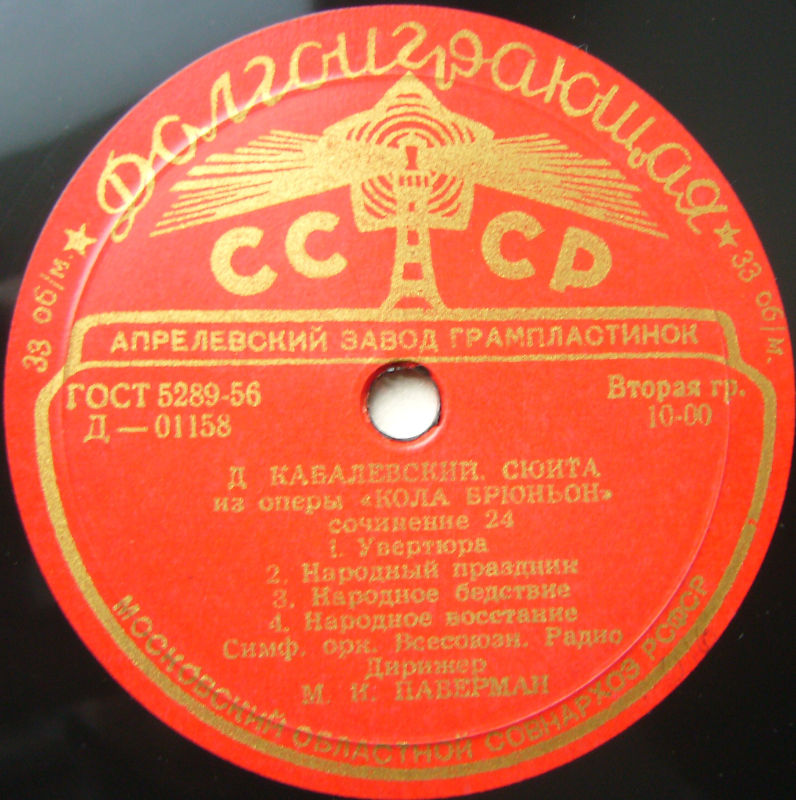 Долгоиграющая
★ 33 об/м.
★ 33 об/м.
СССР
АПРЕЛЕВСКИЙ ЗАВОД ГРАМПЛАСТИНОК
ГОСТ 5289-56
Д — 01158
Вторая гр.
10-00
Д КАБАЛЕВСКИЙ. СЮИТА
из оперы «КОЛА БРЮНЬОН»
сочинение 24
1. Увертюра
2. Народный праздник
3. Народное бедствие
4. Народное восстание
Симф. орк. Всесоюзн. Радио
Дирижер
М. И. ПАВЕРМАН
МОСКОВСКИЙ ОБЛАСТНОЙ СОВНАРХОЗ РСФСР